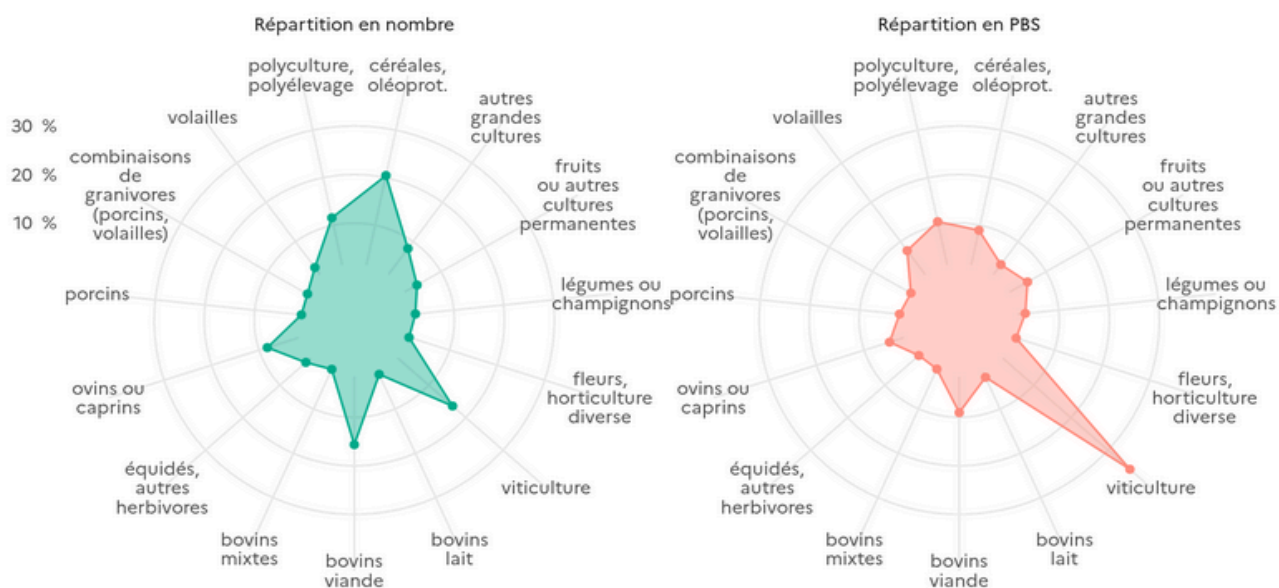 Répartition en nombre
polyculture,
polyélevage
céréales,
oléoprot.
autres
grandes
cultures
fruits
ou autres
cultures
permanentes
légumes ou
champignons
fleurs,
horticulture
diverse
viticulture
bovins
lait
bovins
viande
bovins
mixtes
équidés,
autres
herbivores
ovins ou
caprins
porcins
combinaisons
de
granivores
(porcins,
volailles)
volailles
30 %
20 %
10 %
Répartition en PBS
polyculture,
polyélevage
céréales,
oléoprot.
autres
grandes
cultures
fruits
ou autres
cultures
permanentes
légumes ou
champignons
fleurs,
horticulture
diverse
viticulture
bovins
lait
bovins
viande
bovins
mixtes
équidés,
autres
herbivores
ovins ou
caprins
porcins
combinaisons
de
granivores
(porcins,
volailles)
volailles